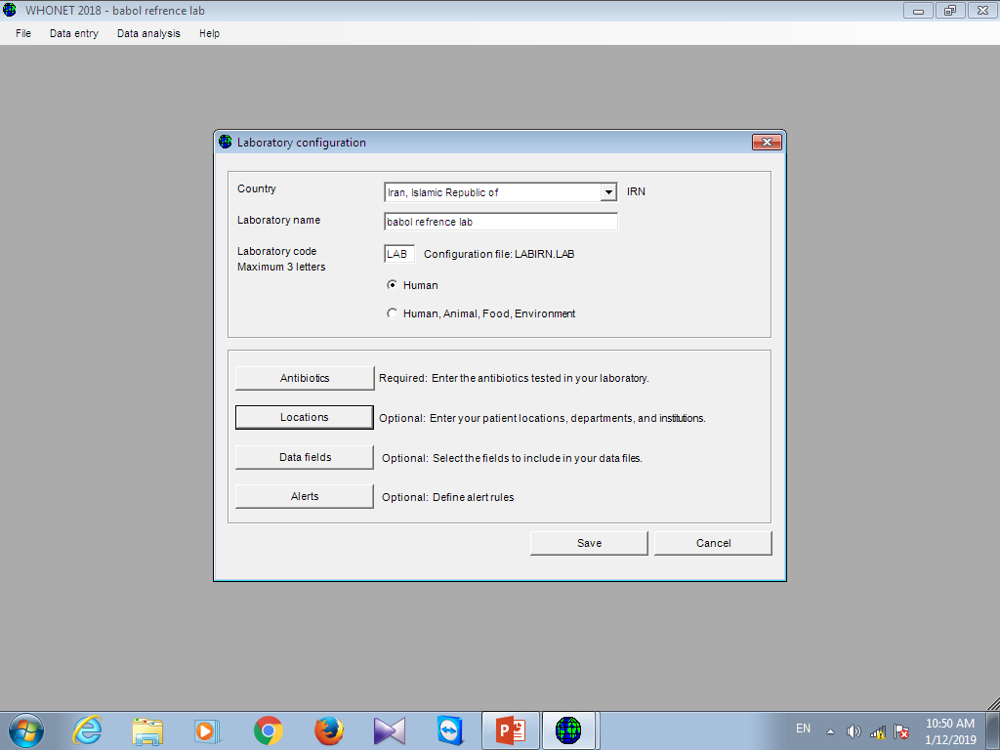 WHONET 2018 - babol refrence lab
File Data entry Data analysis Help
Laboratory configuration
Country Iran, Islamic Republic of IRN
Laboratory name babol refrence lab
Laboratory code LAB Configuration file: LABIRN.LAB
Maximum 3 letters
Human
Human, Animal, Food, Environment
Antibiotics Required: Enter the antibiotics tested in your laboratory.
Locations Optional: Enter your patient locations, departments, and institutions.
Data fields Optional: Select the fields to include in your data files.
Alerts Optional: Define alert rules
Save Cancel
EN 10:50 AM
1/12/2019